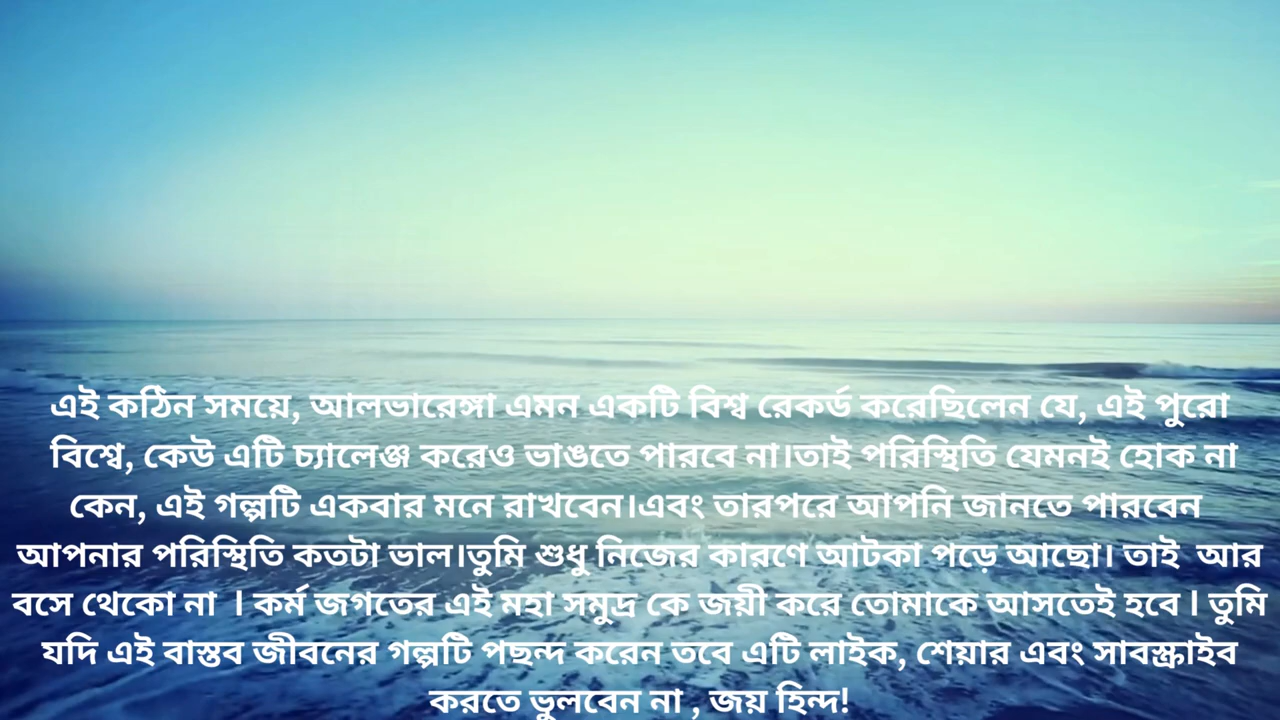 এই কঠিন সময়ে, আলভারেঙ্গা এমন একটি বিশ্ব রেকর্ড করেছিলেন যে, এই পুরো
বিশ্বে, কেউ এটি চ্যালেঞ্জ করেও ভাঙতে পারবে না।তাই পরিস্থিতি যেমনই হোক না
কেন, এই গল্পটি একবার মনে রাখবেন।এবং তারপরে আপনি জানতে পারবেন
আপনার পরিস্থিতি কতটা ভাল।তুমি শুধু নিজের কারণে আটকা পড়ে আছো। তাই  আর
বসে থেকো না  । কর্ম জগতের এই মহা সমুদ্র কে জয়ী করে তোমাকে আসতেই হবে । তুমি
যদি এই বাস্তব জীবনের গল্পটি পছন্দ করেন তবে এটি লাইক, শেয়ার এবং সাবস্ক্রাইব
করতে ভুলবেন না , জয় হিন্দ!